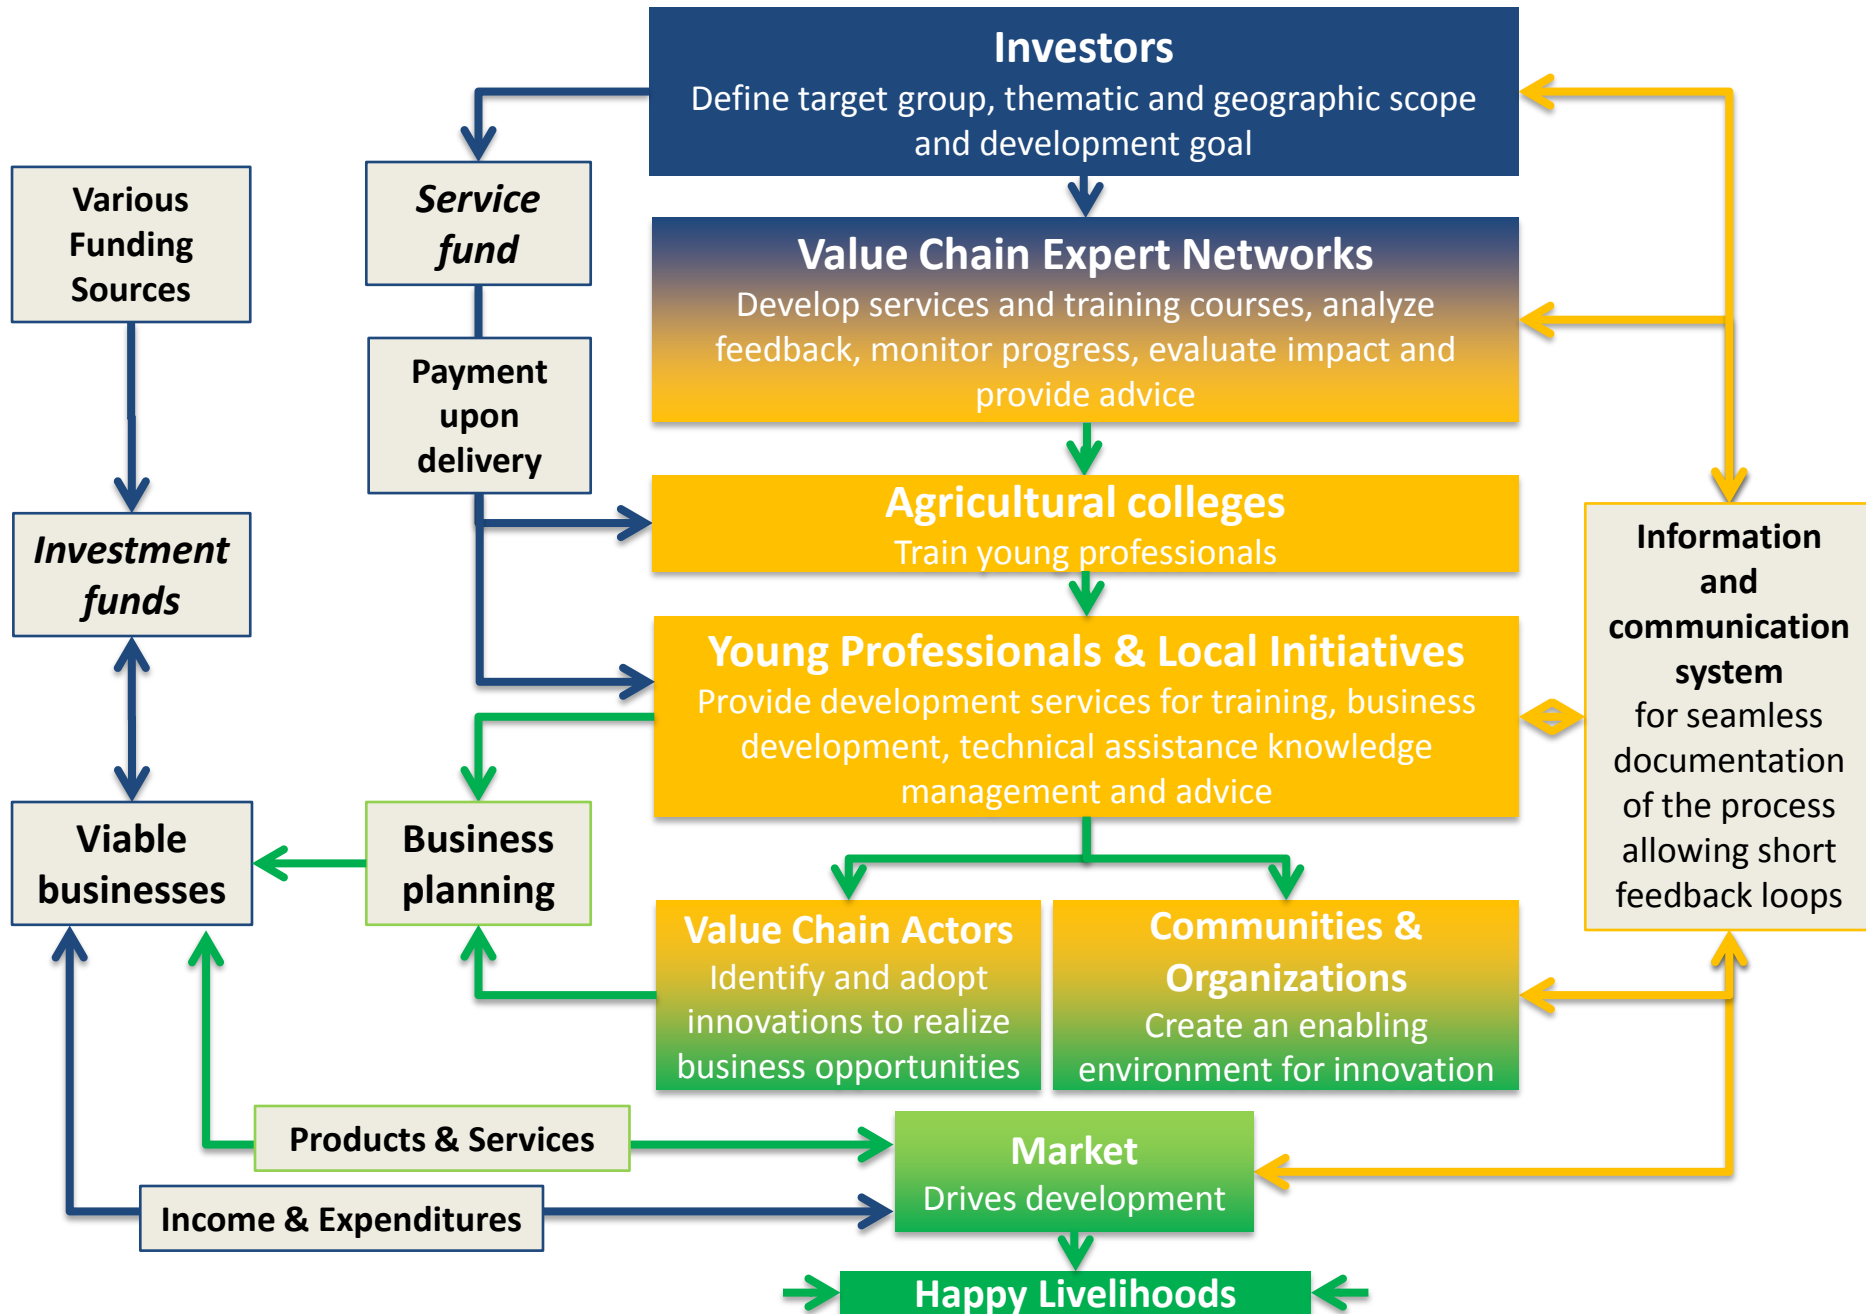 Investors
Define target group, thematic and geographic scope
and development goal
Various
Funding
Sources
Service
fund
Value Chain Expert Networks
Develop services and training courses, analyze
feedback, monitor progress, evaluate impact and
provide advice
Payment
upon
delivery
Agricultural colleges
Train young professionals
Investment
funds
Information
and
communication
system
for seamless
documentation
of the process
allowing short
feedback loops
Young Professionals & Local Initiatives
Provide development services for training, business
development, technical assistance knowledge
management and advice
Viable
businesses
Business
planning
Value Chain Actors
Identify and adopt
innovations to realize
business opportunities
Communities &
Organizations
Create an enabling
environment for innovation
Products & Services
Market
Drives development
Income & Expenditures
Happy Livelihoods